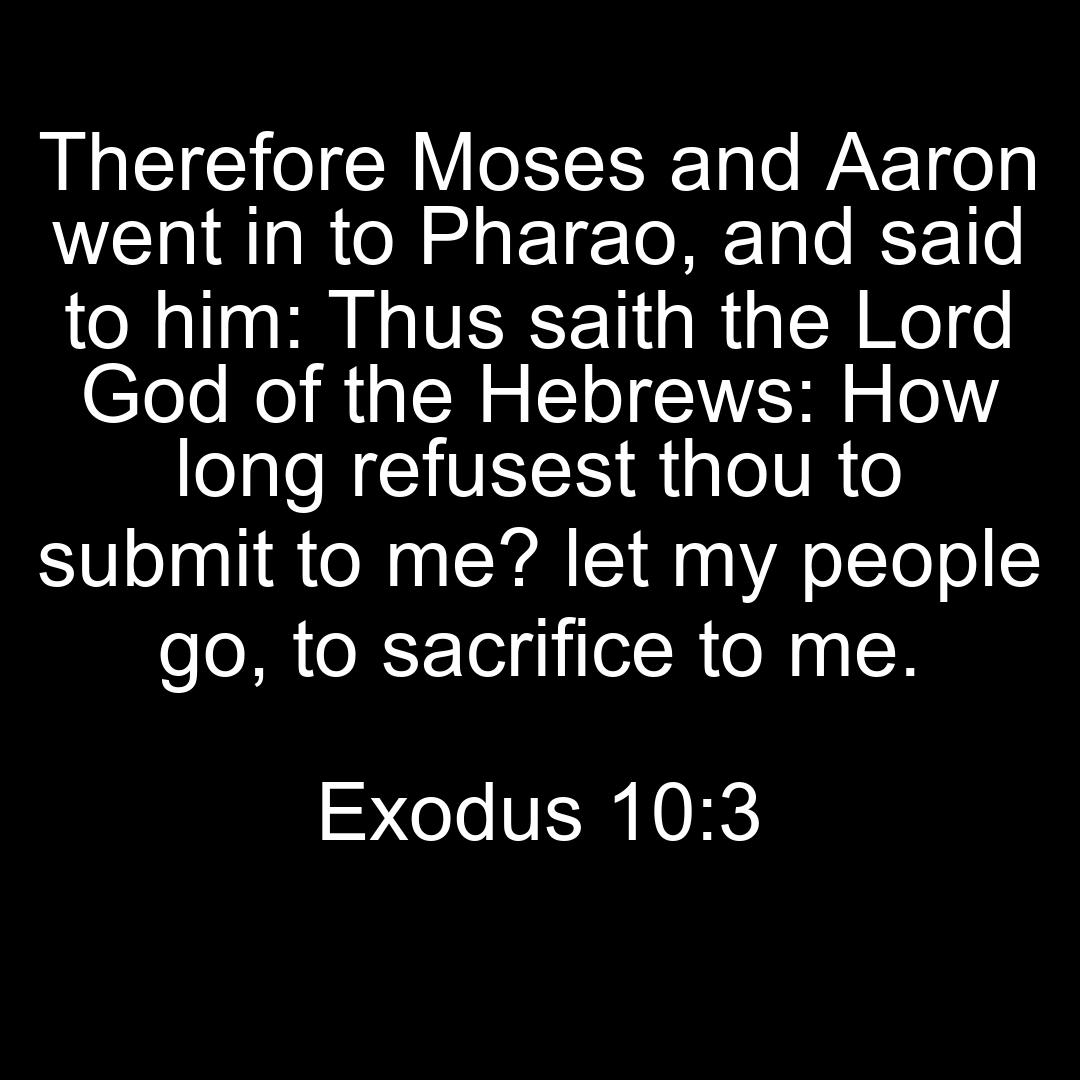 Therefore Moses and Aaron
went in to Pharao, and said
to him: Thus saith the Lord
God of the Hebrews: How
long refusest thou to
submit to me? let my people
go, to sacrifice to me.
Exodus 10:3